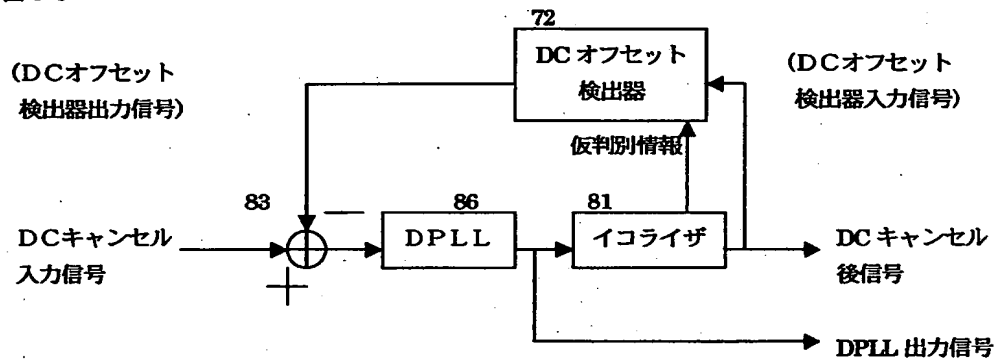 72
DC オフセット
検出器
(DCオフセット
検出器出力信号)
(DCオフセット
検出器入力信号)
仮判別情報
83
86
81
DCキャンセル
入力信号
DPLL
イコライザ
DC キャンセル
後信号
DPLL 出力信号